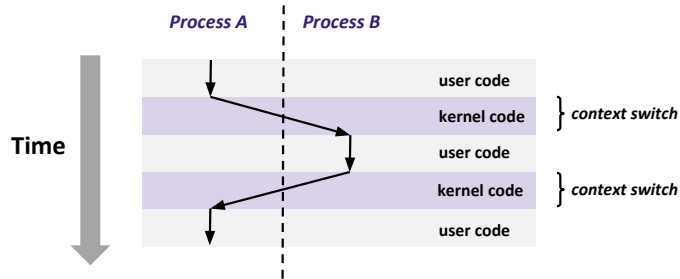 Process A
Process B
user code
kernel code
context switch
Time
user code
kernel code
context switch
user code